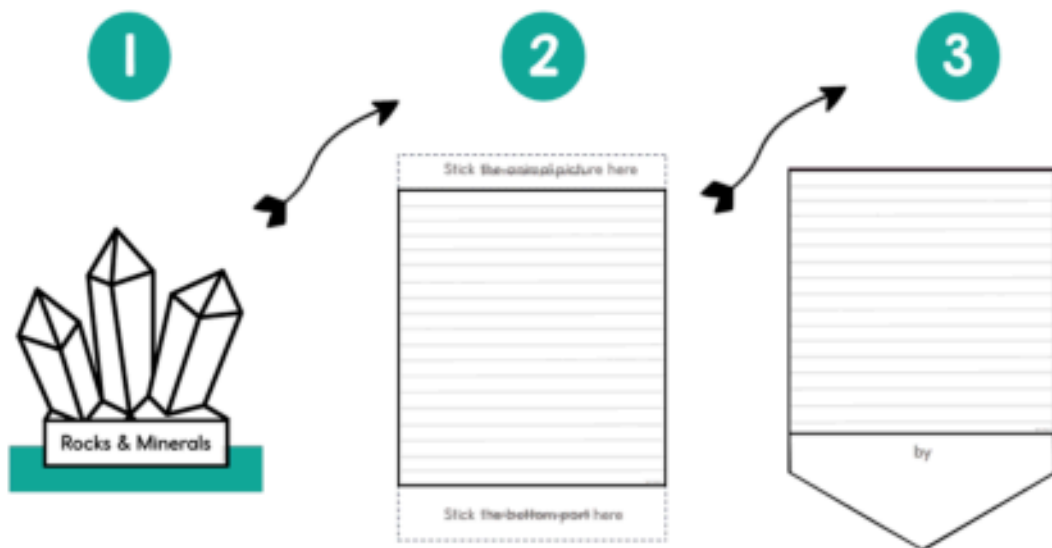 1
2
3
Stick the animal picture here
Rocks & Minerals
by
Stick the bottom part here